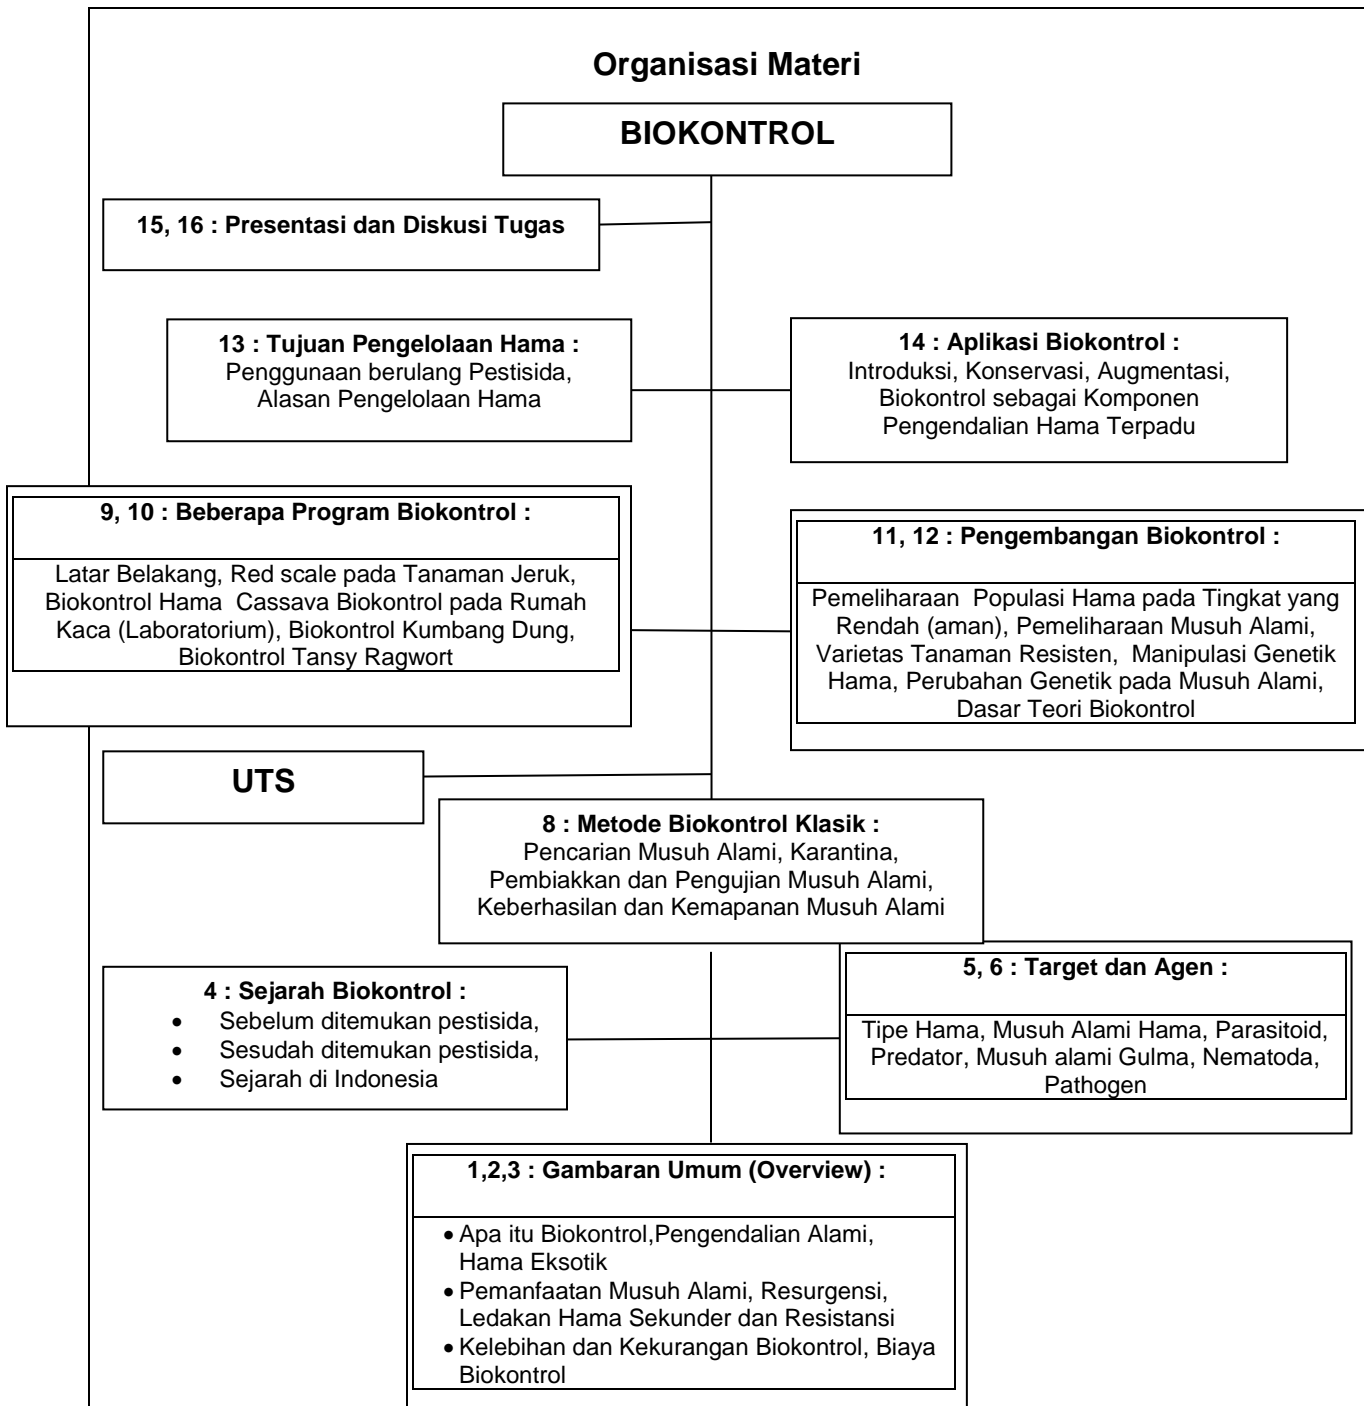 Organisasi Materi
BIOKONTROL
15, 16 : Presentasi dan Diskusi Tugas
13 : Tujuan Pengelolaan Hama :
Penggunaan berulang Pestisida,
Alasan Pengelolaan Hama
14 : Aplikasi Biokontrol :
Introduksi, Konservasi, Augmentasi,
Biokontrol sebagai Komponen
Pengendalian Hama Terpadu
9, 10 : Beberapa Program Biokontrol :
Latar Belakang, Red scale pada Tanaman Jeruk,
Biokontrol Hama Cassava Biokontrol pada Rumah
Kaca (Laboratorium), Biokontrol Kumbang Dung,
Biokontrol Tansy Ragwort
11, 12 : Pengembangan Biokontrol :
Pemeliharaan Populasi Hama pada Tingkat yang
Rendah (aman), Pemeliharaan Musuh Alami,
Varietas Tanaman Resisten, Manipulasi Genetik
Hama, Perubahan Genetik pada Musuh Alami,
Dasar Teori Biokontrol
UTS
8 : Metode Biokontrol Klasik :
Pencarian Musuh Alami, Karantina,
Pembiakkan dan Pengujian Musuh Alami,
Keberhasilan dan Kemapanan Musuh Alami
4 : Sejarah Biokontrol :
• Sebelum ditemukan pestisida,
• Sesudah ditemukan pestisida,
• Sejarah di Indonesia
5, 6 : Target dan Agen :
Tipe Hama, Musuh Alami Hama, Parasitoid,
Predator, Musuh alami Gulma, Nematoda,
Pathogen
1,2,3 : Gambaran Umum (Overview) :
• Apa itu Biokontrol,Pengendalian Alami,
Hama Eksotik
• Pemanfaatan Musuh Alami, Resurgensi,
Ledakan Hama Sekunder dan Resistansi
• Kelebihan dan Kekurangan Biokontrol, Biaya
Biokontrol